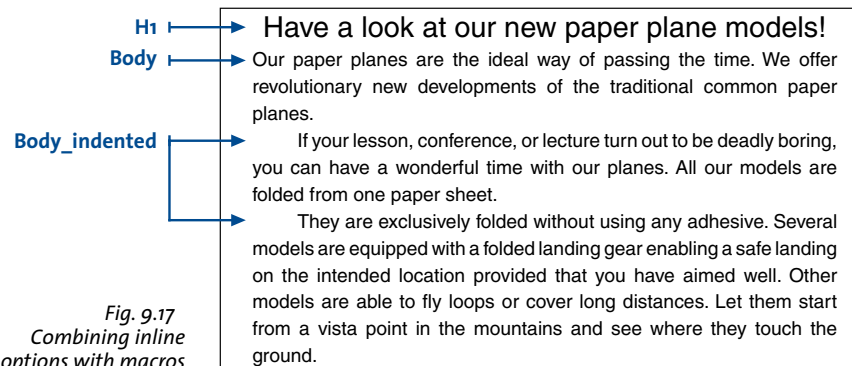 H1
Have a look at our new paper plane models!
Body
Our paper planes are the ideal way of passing the time. We offer
revolutionary new developments of the traditional common paper
planes.
Body_indented
If your lesson, conference, or lecture turn out to be deadly boring,
you can have a wonderful time with our planes. All our models are
folded from one paper sheet.
They are exclusively folded without using any adhesive. Several
models are equipped with a folded landing gear enabling a safe landing
on the intended location provided that you have aimed well. Other
models are able to fly loops or cover long distances. Let them start
from a vista point in the mountains and see where they touch the
ground.
Fig. 9.17
Combining inline
options with macros